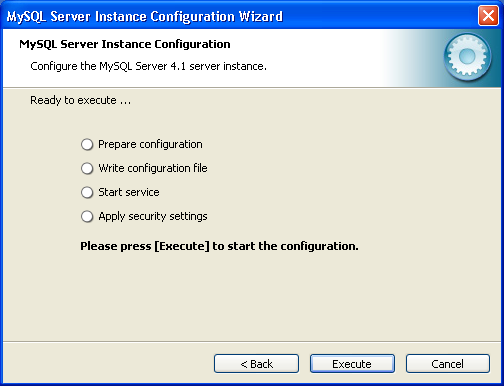 MySQL Server Instance Configuration Wizard
MySQL Server Instance Configuration
Configure the MySQL Server 4.1 server instance.
Ready to execute ...
Prepare configuration
Write configuration file
Start service
Apply security settings
Please press [Execute] to start the configuration.
< Back Execute Cancel